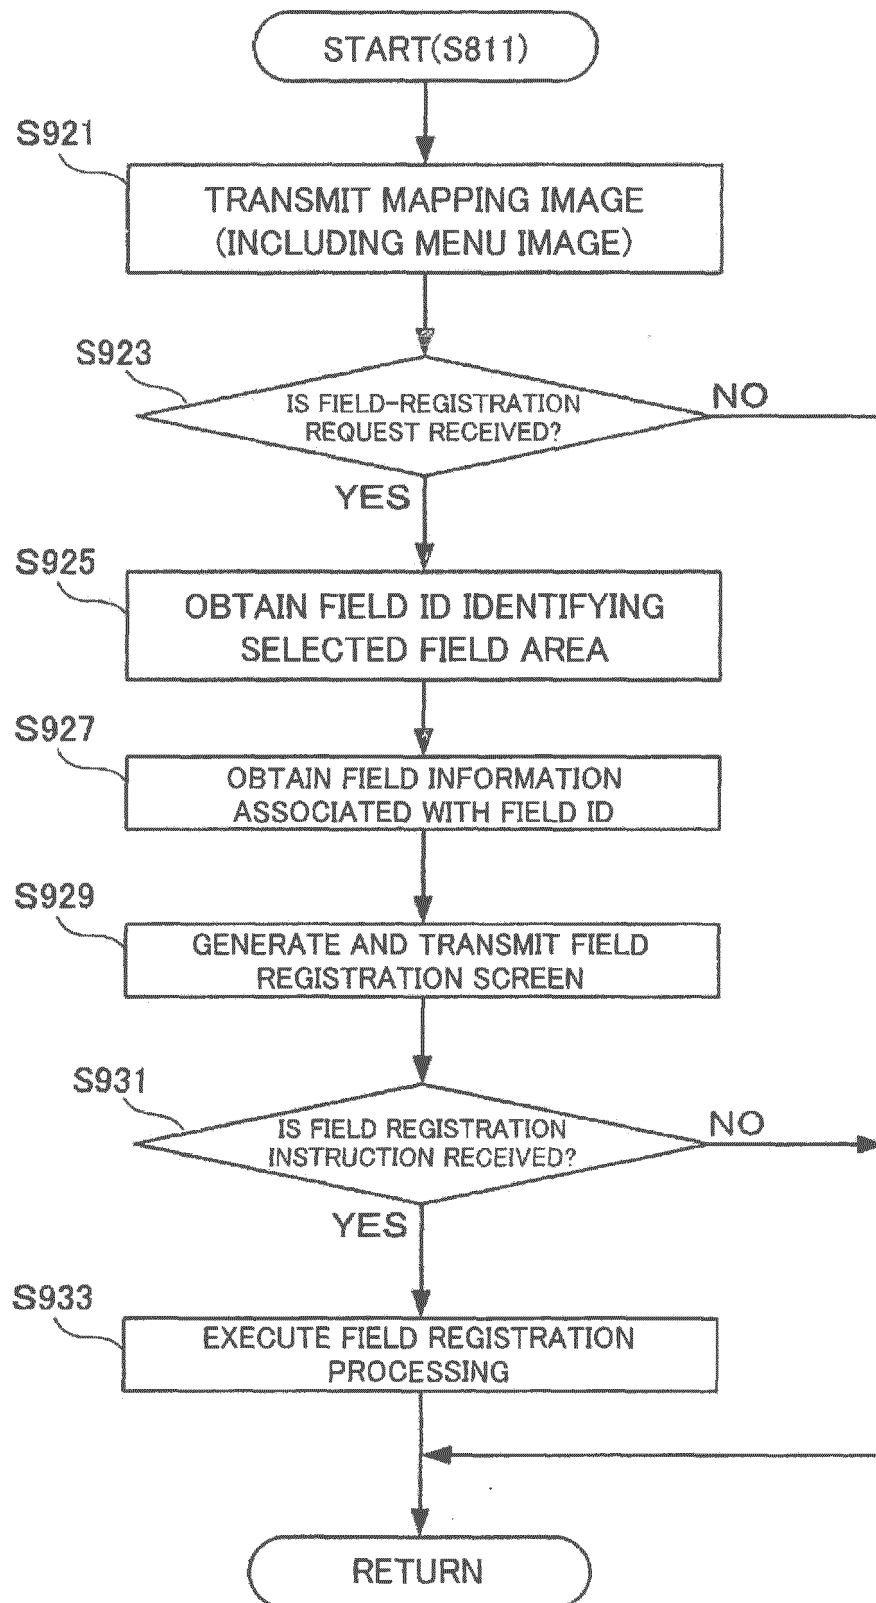 START(S811)
S921
TRANSMIT MAPPING IMAGE
(INCLUDING MENU IMAGE)
S923
IS FIELD-REGISTRATION
REQUEST RECEIVED?
NO
YES
S925
OBTAIN FIELD ID IDENTIFYING
SELECTED FIELD AREA
S927
OBTAIN FIELD INFORMATION
ASSOCIATED WITH FIELD ID
S929
GENERATE AND TRANSMIT FIELD
REGISTRATION SCREEN
S931
IS FIELD REGISTRATION
INSTRUCTION RECEIVED?
NO
YES
S933
EXECUTE FIELD REGISTRATION
PROCESSING
RETURN